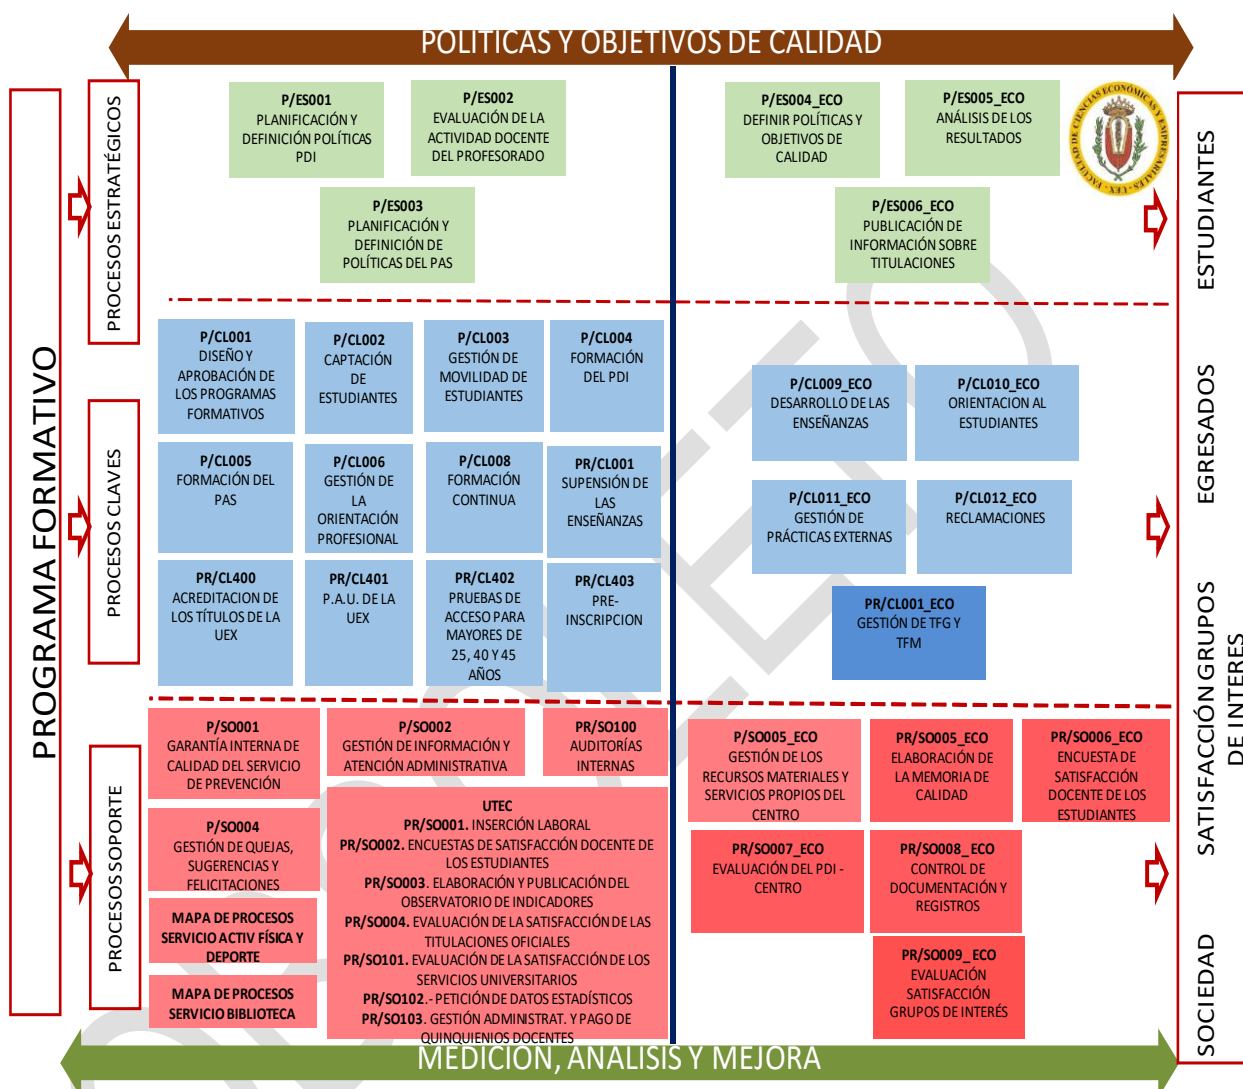 POLITICAS Y OBJETIVOS DE CALIDAD
PROGRAMA FORMATIVO
PROCESOS ESTRATÉGICOS
P/ES001
PLANIFICACIÓN Y
DEFINICIÓN POLÍTICAS
PDI
P/ES002
EVALUACIÓN DE LA
ACTIVIDAD DOCENTE
DEL PROFESORADO
P/ES003
PLANIFICACIÓN Y
DEFINICIÓN DE
POLÍTICAS DEL PAS
P/ES004_ECO
DEFINIR POLÍTICAS Y
OBJETIVOS DE
CALIDAD
P/ES005_ECO
ANÁLISIS DE LOS
RESULTADOS
P/ES006_ECO
PUBLICACIÓN DE
INFORMACIÓN SOBRE
TITULACIONES
FACULTAD DE CIENCIAS ECONÓMICAS Y EMPRESARIALES - UEX -
PROCESOS CLAVES
P/CL001
DISEÑO Y
APROBACIÓN DE
LOS PROGRAMAS
FORMATIVOS
P/CL002
CAPTACIÓN
DE
ESTUDIANTES
P/CL003
GESTIÓN DE
MOVILIDAD DE
ESTUDIANTES
P/CL004
FORMACIÓN
DEL PDI
P/CL005
FORMACIÓN DEL
PAS
P/CL006
GESTIÓN DE
LA
ORIENTACIÓN
PROFESIONAL
P/CL008
FORMACIÓN
CONTINUA
PR/CL001
SUPENSIÓN DE
LAS
ENSEÑANZAS
PR/CL400
ACREDITACION DE
LOS TÍTULOS DE LA
UEX
PR/CL401
P.A.U. DE LA
UEX
PR/CL402
PRUEBAS DE
ACCESO PARA
MAYORES DE
25, 40 Y 45
AÑOS
PR/CL403
PRE-
INSCRIPCION
P/CL009_ECO
DESARROLLO DE LAS
ENSEÑANZAS
P/CL010_ECO
ORIENTACION AL
ESTUDIANTES
P/CL011_ECO
GESTIÓN DE
PRÁCTICAS EXTERNAS
P/CL012_ECO
RECLAMACIONES
PR/CL001_ECO
GESTIÓN DE TFG Y
TFM
PROCESOS SOPORTE
P/SO001
GARANTÍA INTERNA DE
CALIDAD DEL SERVICIO
DE PREVENCIÓN
P/SO002
GESTIÓN DE INFORMACIÓN Y
ATENCIÓN ADMINISTRATIVA
PR/SO100
AUDITORÍAS
INTERNAS
P/SO004
GESTIÓN DE QUEJAS,
SUGERENCIAS Y
FELICITACIONES
MAPA DE PROCESOS
SERVICIO ACTIV FÍSICA Y
DEPORTE
MAPA DE PROCESOS
SERVICIO BIBLIOTECA
UTEC
PR/SO001. INSERCIÓN LABORAL
PR/SO002. ENCUESTAS DE SATISFACCIÓN DOCENTE DE
LOS ESTUDIANTES
PR/SO003. ELABORACIÓN Y PUBLICACIÓN DEL
OBSERVATORIO DE INDICADORES
PR/SO004. EVALUACIÓN DE LA SATISFACCIÓN DE LAS
TITULACIONES OFICIALES
PR/SO101. EVALUACIÓN DE LA SATISFACCIÓN DE LOS
SERVICIOS UNIVERSITARIOS
PR/SO102.- PETICIÓN DE DATOS ESTADÍSTICOS
PR/SO103. GESTIÓN ADMINISTRAT. Y PAGO DE
QUINQUIENIOS DOCENTES
P/SO005_ECO
GESTIÓN DE LOS
RECURSOS MATERIALES Y
SERVICIOS PROPIOS DEL
CENTRO
PR/SO005_ECO
ELABORACIÓN DE
LA MEMORIA DE
CALIDAD
PR/SO006_ECO
ENCUESTA DE
SATISFACCIÓN
DOCENTE DE LOS
ESTUDIANTES
PR/SO007_ECO
EVALUACIÓN DEL PDI -
CENTRO
PR/SO008_ECO
CONTROL DE
DOCUMENTACIÓN Y
REGISTROS
PR/SO009_ECO
EVALUACIÓN
SATISFACCIÓN
GRUPOS DE INTERÉS
ESTUDIANTES
EGRESADOS
SATISFACCIÓN GRUPOS
DE INTERES
SOCIEDAD
MEDICION, ANALISIS Y MEJORA